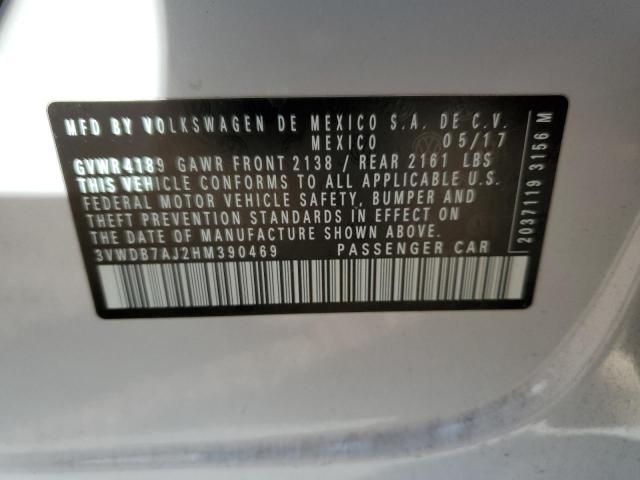 MFD BY VOLKSWAGEN DE MEXICO S.A. DE C.V.
MEXICO 05/17
GVWR4189 GAWR FRONT 2138 / REAR 2161 LBS
THIS VEHICLE CONFORMS TO ALL APPLICABLE U.S.
FEDERAL MOTOR VEHICLE SAFETY, BUMPER AND
THEFT PREVENTION STANDARDS IN EFFECT ON
THE DATE OF MANUFACTURE SHOWN ABOVE.
3VWDB7AJ2HM390469 PASSENGER CAR
2037119 3156 M